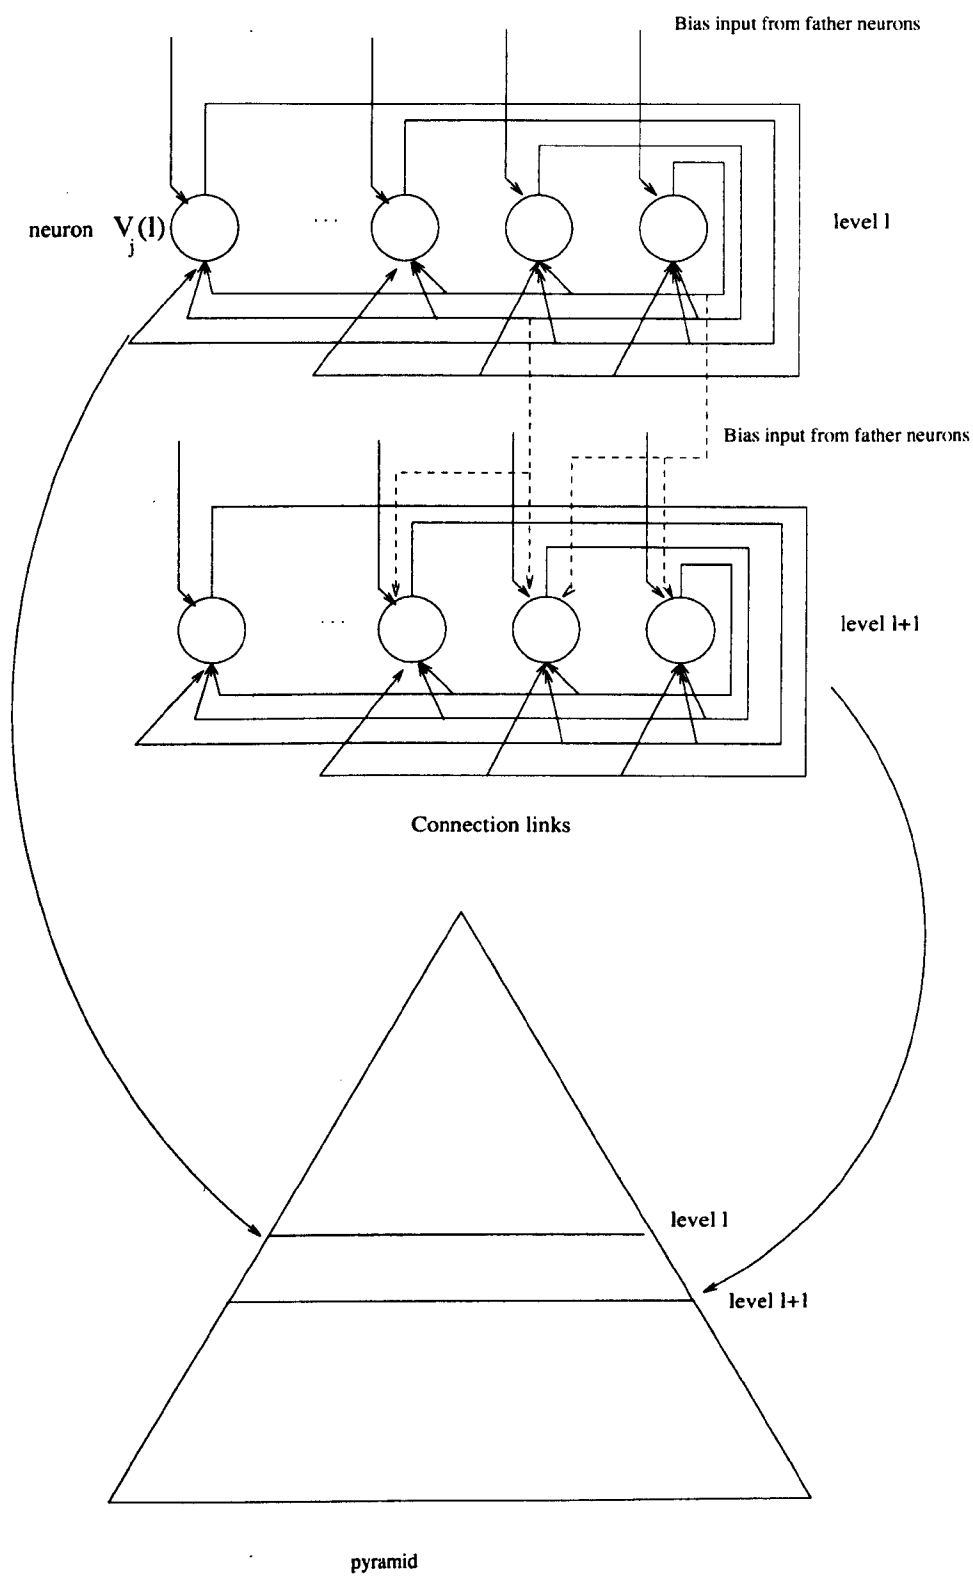 Bias input from father neurons
neuron Vj(l)
...
level l
Bias input from father neurons
...
level l+1
Connection links
level l
level l+1
pyramid